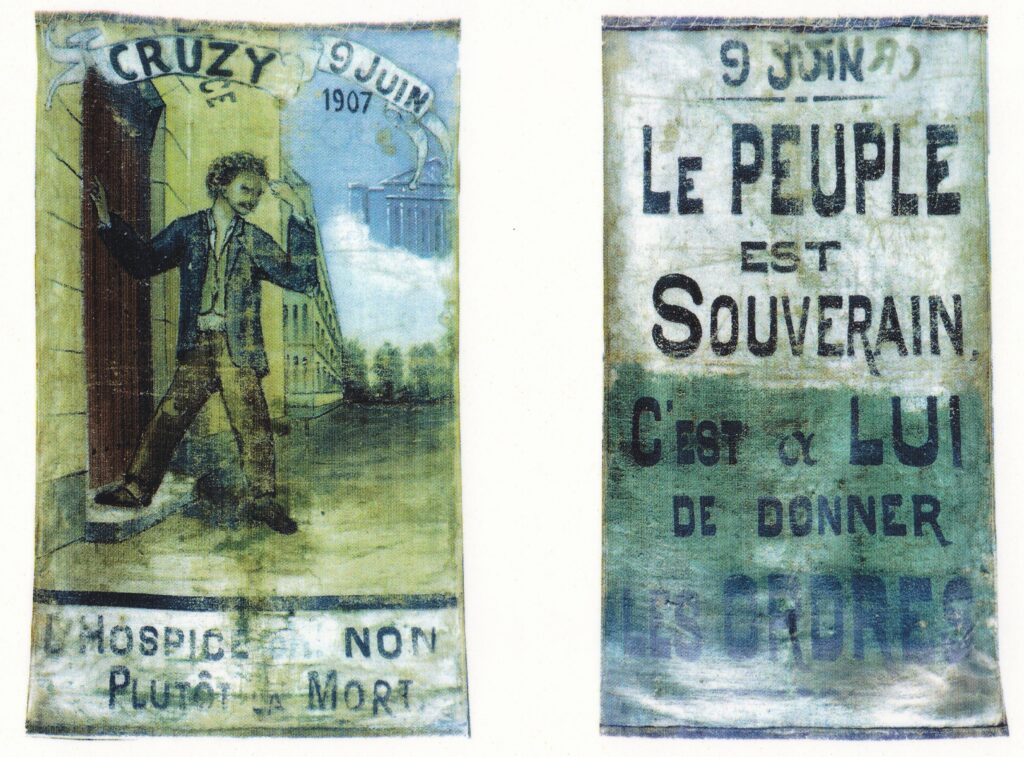 CRUZY
9 JUIN
1907
L'HOSPICE NON
PLUTÔT LA MORT.
9 JUIN
LE PEUPLE
EST
SOUVERAIN.
C'EST à LUI
DE DONNER
LES ORDRES